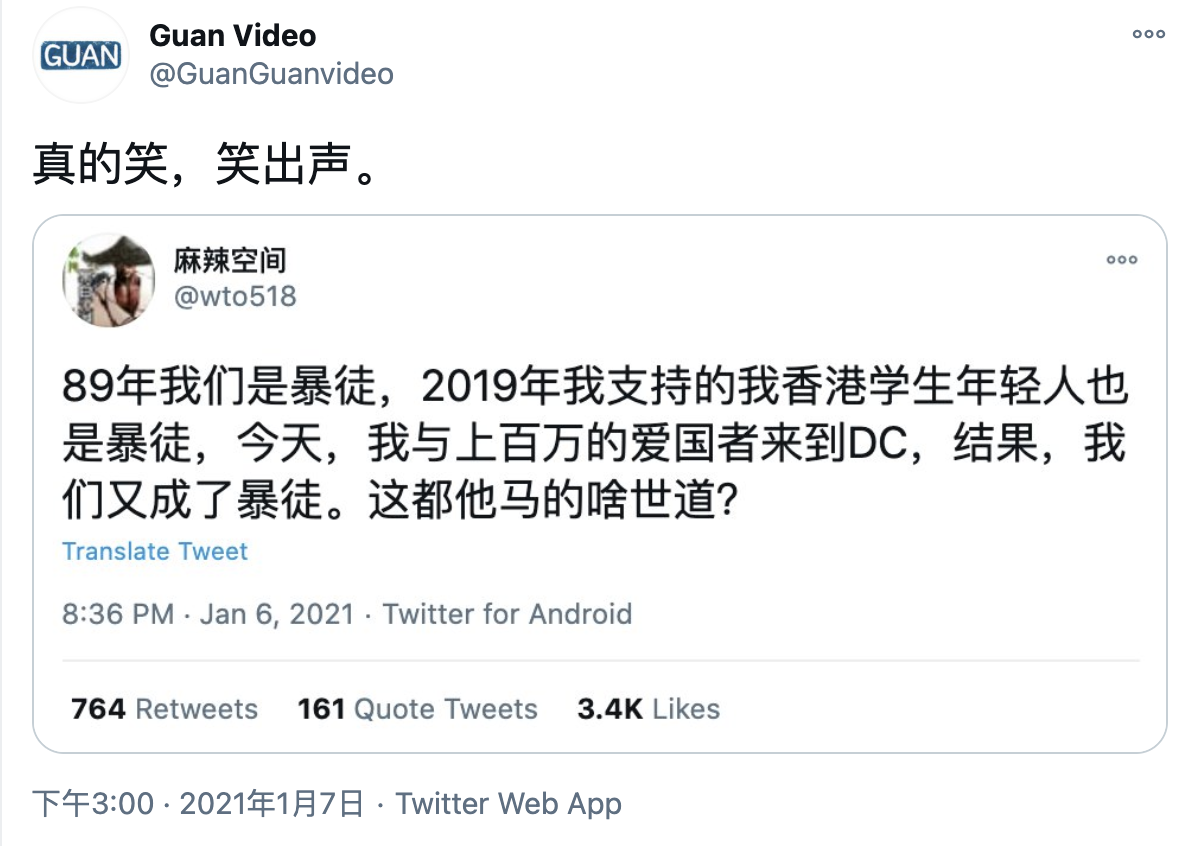 GUAN
Guan Video
@GuanGuanvideo
真的笑，笑出声。
麻辣空间
@wto518
89年我们是暴徒，2019年我支持的我香港学生年轻人也
是暴徒，今天，我与上百万的爱国者来到DC，结果，我
们又成了暴徒。这都他马的啥世道?
Translate Tweet
8:36 PM · Jan 6, 2021 · Twitter for Android
764 Retweets 161 Quote Tweets 3.4K Likes
下午3:00 · 2021年1月7日 · Twitter Web App